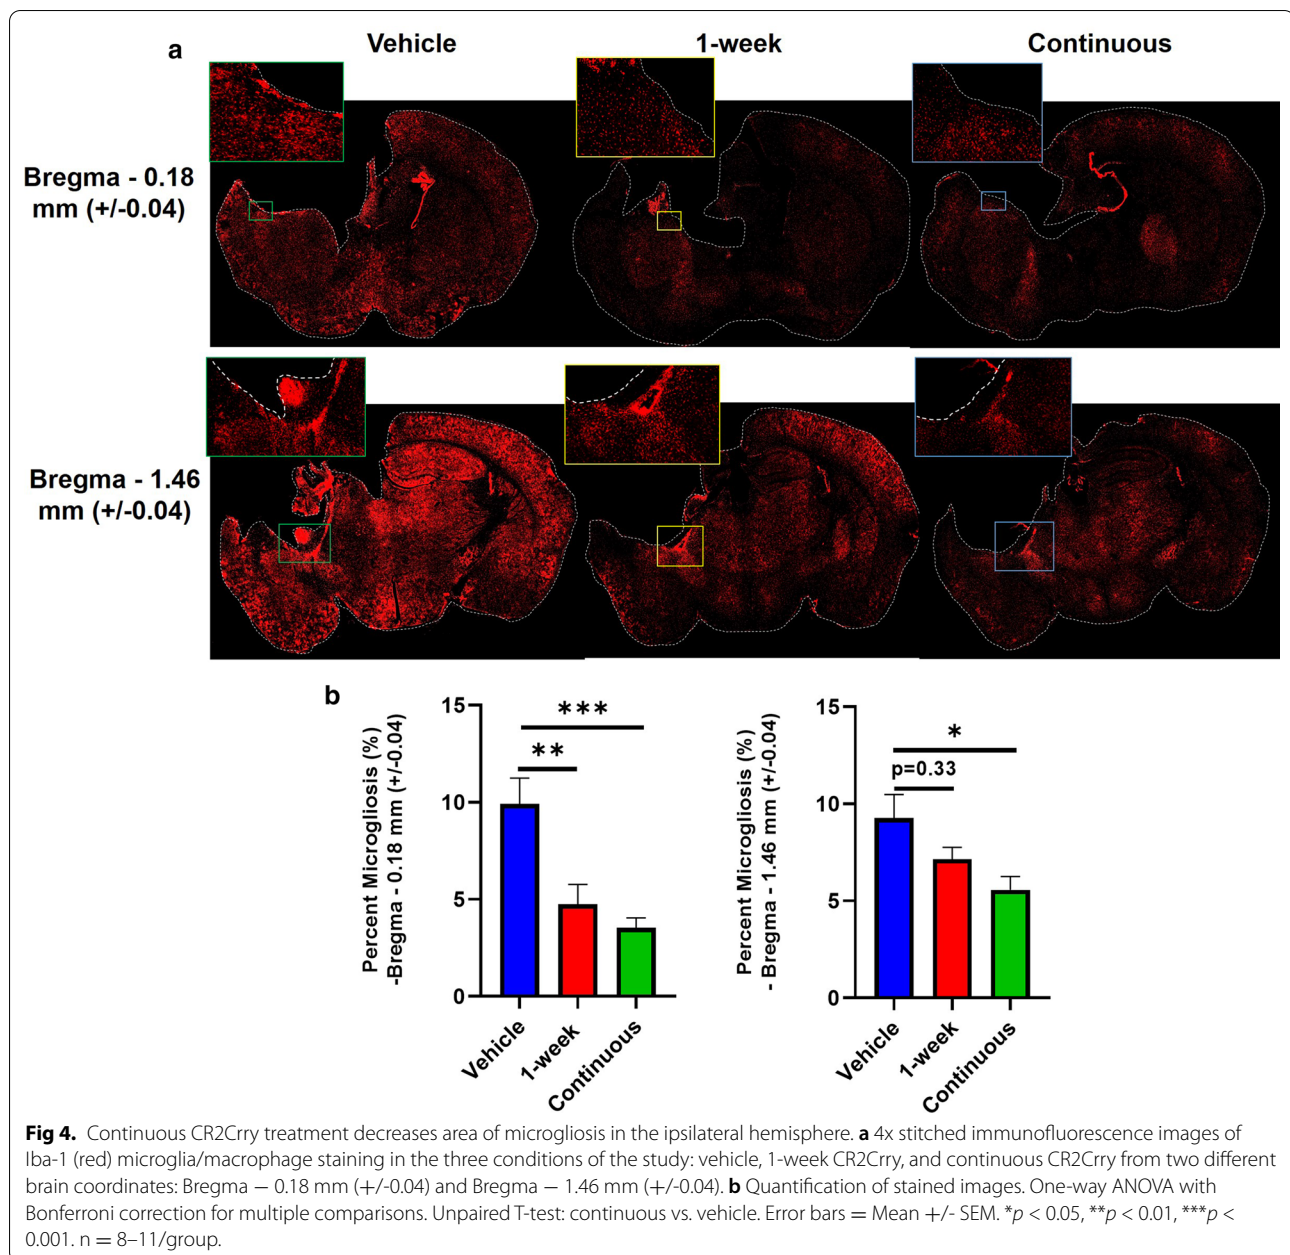 a
Vehicle
1-week
Continuous
Bregma - 0.18
mm (+/-0.04)
Bregma - 1.46
mm (+/-0.04)
b
Percent Microgliosis (%)
-Bregma - 0.18 mm (+/-0.04)
15
10
5
0
***
**
Vehicle
1-week
Continuous
Percent Microgliosis (%)
- Bregma - 1.46 mm (+/-0.04)
15
10
5
0
*
p=0.33
Vehicle
1-week
Continuous
Fig 4. Continuous CR2Crry treatment decreases area of microgliosis in the ipsilateral hemisphere. a 4x stitched immunofluorescence images of
Iba-1 (red) microglia/macrophage staining in the three conditions of the study: vehicle, 1-week CR2Crry, and continuous CR2Crry from two different
brain coordinates: Bregma − 0.18 mm (+/-0.04) and Bregma − 1.46 mm (+/-0.04). b Quantification of stained images. One-way ANOVA with
Bonferroni correction for multiple comparisons. Unpaired T-test: continuous vs. vehicle. Error bars = Mean +/- SEM. *p < 0.05, **p < 0.01, ***p <
0.001. n = 8–11/group.